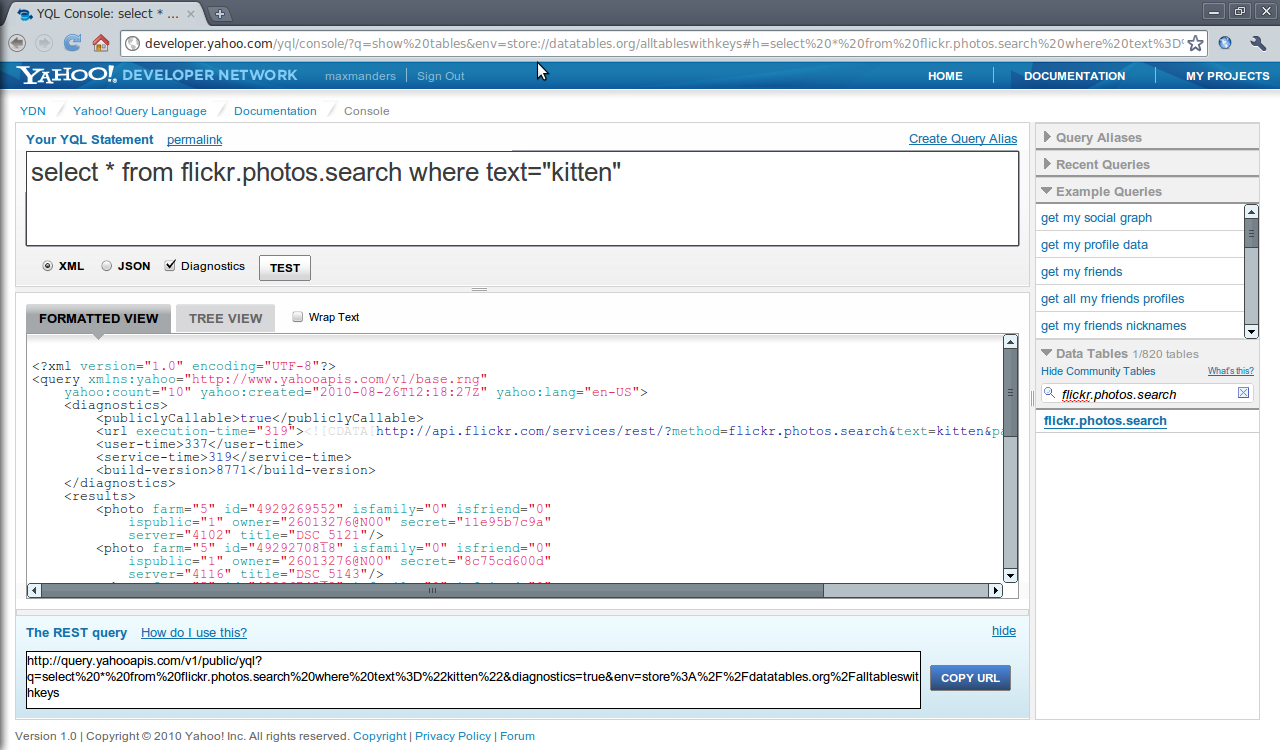 YQL Console: select * ...
developer.yahoo.com/yql/console/?q=show%20tables&env=store://datatables.org/alltableswithkeys#h=select%20*%20from%20flickr.photos.search%20where%20text%3D%
YAHOO! DEVELOPER NETWORK maxmanders | Sign Out HOME DOCUMENTATION MY PROJECTS
YDN Yahoo! Query Language Documentation Console
Your YQL Statement permalink Create Query Alias
select * from flickr.photos.search where text="kitten"
XML JSON Diagnostics TEST
FORMATTED VIEW TREE VIEW Wrap Text
<?xml version="1.0" encoding="UTF-8"?>
<query xmlns:yahoo="http://www.yahooapis.com/v1/base.rng"
yahoo:count="10" yahoo:created="2010-08-26T12:18:27Z" yahoo:lang="en-US">
<diagnostics>
<publiclyCallable>true</publiclyCallable>
<url execution-time="319"><![CDATA[http://api.flickr.com/services/rest/?method=flickr.photos.search&text=kitten&pa
<user-time>337</user-time>
<service-time>319</service-time>
<build-version>8771</build-version>
</diagnostics>
<results>
<photo farm="5" id="4929269552" isfamily="0" isfriend="0"
ispublic="1" owner="26013276@N00" secret="11e95b7c9a"
server="4102" title="DSC_5121"/>
<photo farm="5" id="4929270818" isfamily="0" isfriend="0"
ispublic="1" owner="26013276@N00" secret="8c75cd600d"
server="4116" title="DSC_5143"/>
The REST query How do I use this? hide
http://query.yahooapis.com/v1/public/yql?
q=select%20*%20from%20flickr.photos.search%20where%20text%3D%22kitten%22&diagnostics=true&env=store%3A%2F%2Fdatatables.org%2Falltableswit
hkeys
COPY URL
Query Aliases
Recent Queries
Example Queries
get my social graph
get my profile data
get my friends
get all my friends profiles
get my friends nicknames
Data Tables 1/820 tables
Hide Community Tables What's this?
flickr.photos.search
flickr.photos.search
Version 1.0 | Copyright © 2010 Yahoo! Inc. All rights reserved. Copyright | Privacy Policy | Forum